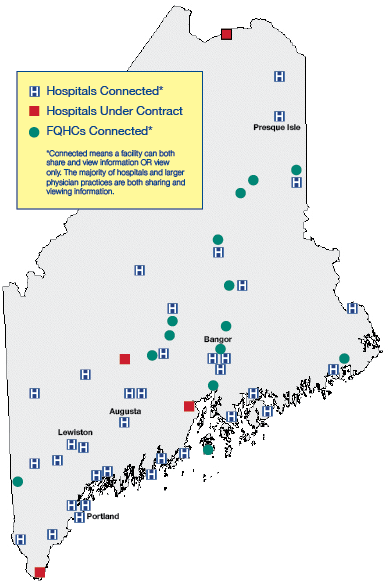 Hospitals Connected*
Hospitals Under Contract
FQHCs Connected*
*Connected means a facility can both
share and view information OR view
only. The majority of hospitals and larger
physician practices are both sharing and
viewing information.
H
H
Presque Isle
H
H
H
H
H
H
Bangor
H
H
H
H
H
H
H
H
H
H
H
Augusta
H
H
H
Lewiston
H
H
H
H
H
H
H
H
H
H
H
Portland
H
H
H